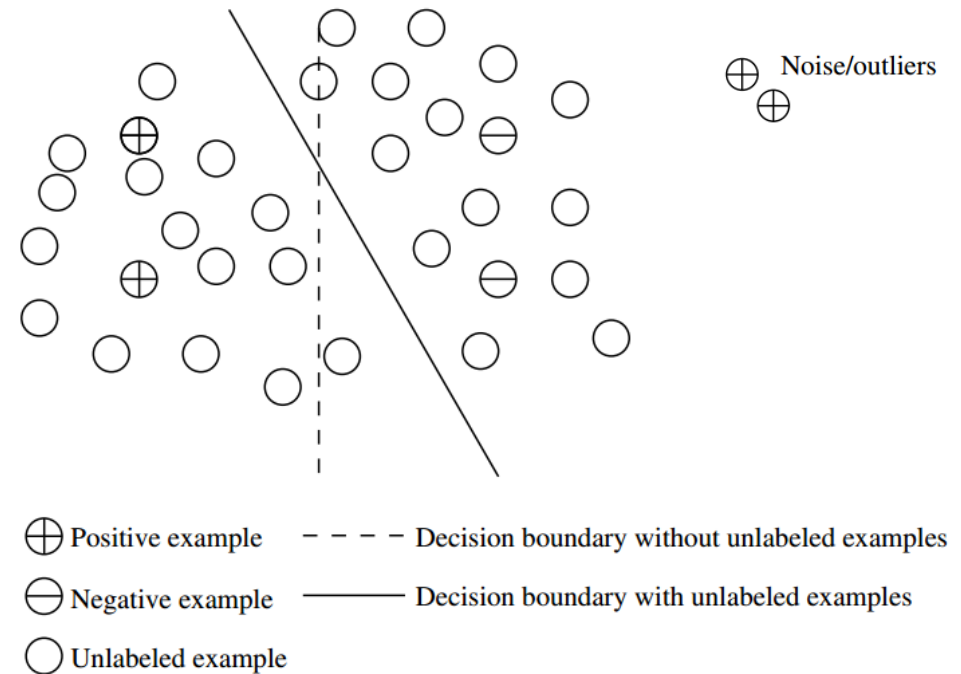 Noise/outliers
Positive example
Decision boundary without unlabeled examples
Negative example
Decision boundary with unlabeled examples
Unlabeled example